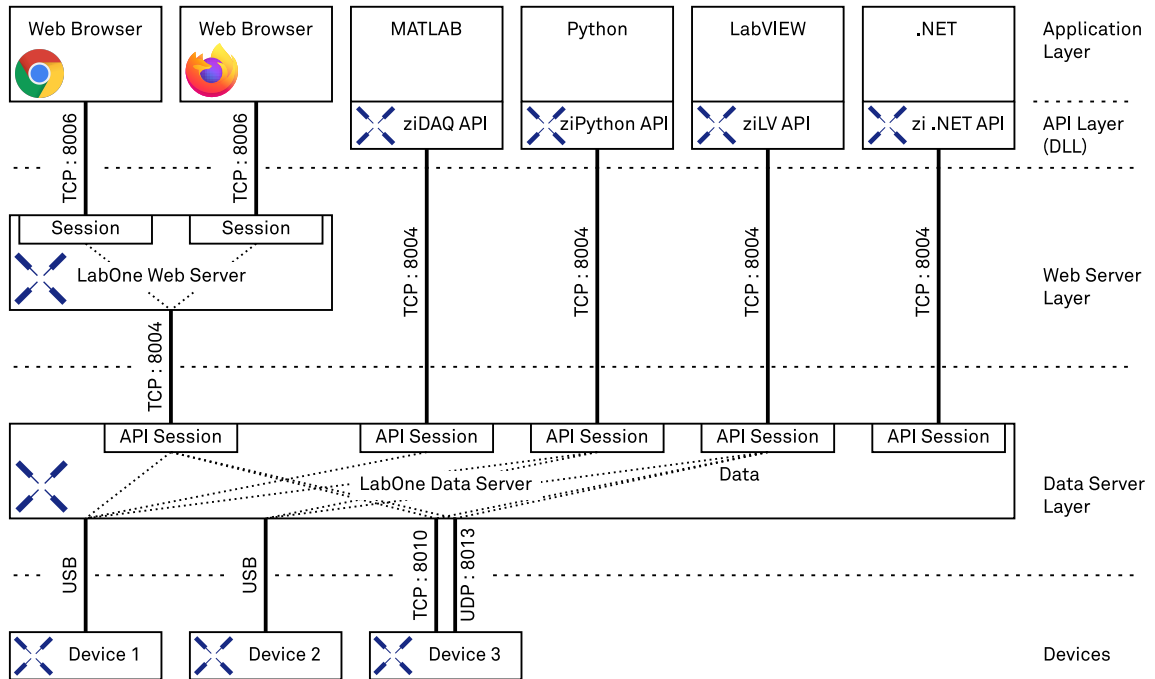 Web Browser
Web Browser
MATLAB
Python
LabVIEW
.NET
Application
Layer
ziDAQ API
ziPython API
ziLV API
zi .NET API
API Layer
(DLL)
TCP : 8006
TCP : 8006
Session
Session
LabOne Web Server
TCP : 8004
TCP : 8004
TCP : 8004
TCP : 8004
Web Server
Layer
TCP : 8004
API Session
API Session
API Session
API Session
API Session
LabOne Data Server
Data
Data Server
Layer
USB
USB
TCP : 8010
UDP : 8013
Device 1
Device 2
Device 3
Devices